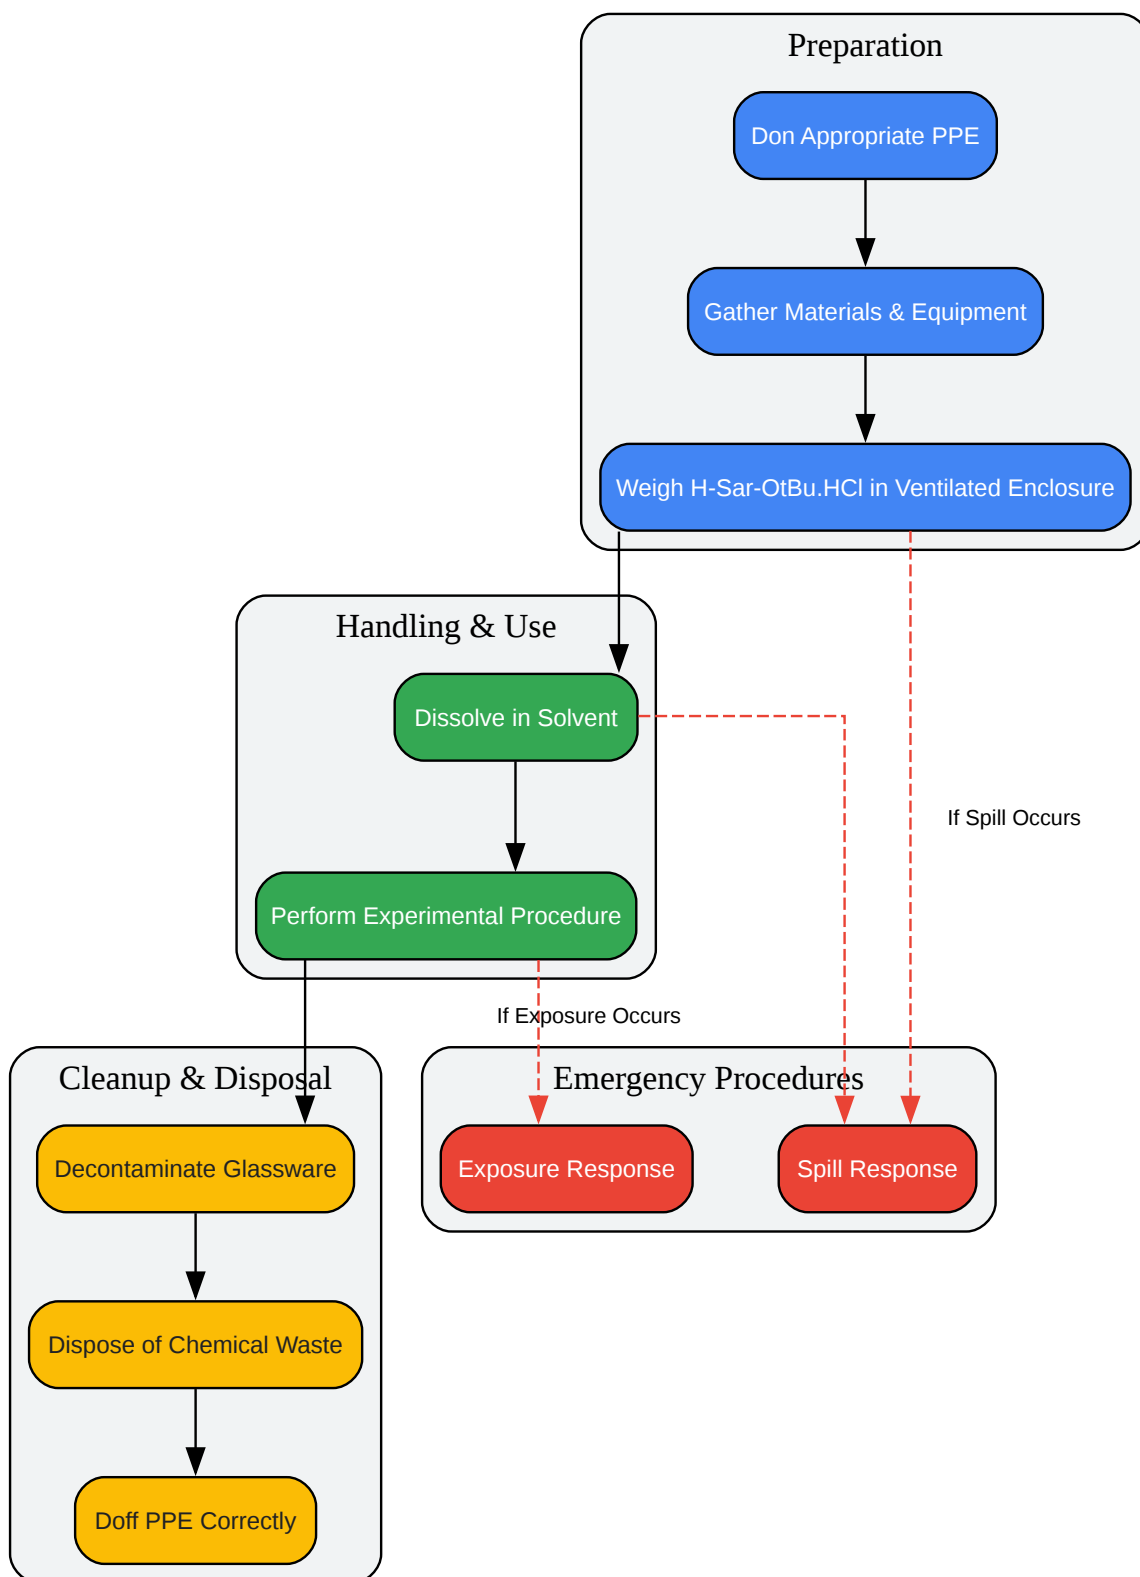 Preparation
Don Appropriate PPE
Gather Materials & Equipment
Weigh H-Sar-OtBu.HCl in Ventilated Enclosure
Handling & Use
Dissolve in Solvent
If Spill Occurs
Perform Experimental Procedure
If Exposure Occurs
Cleanup & Disposal
Emergency Procedures
Decontaminate Glassware
Exposure Response
Spill Response
Dispose of Chemical Waste
Doff PPE Correctly